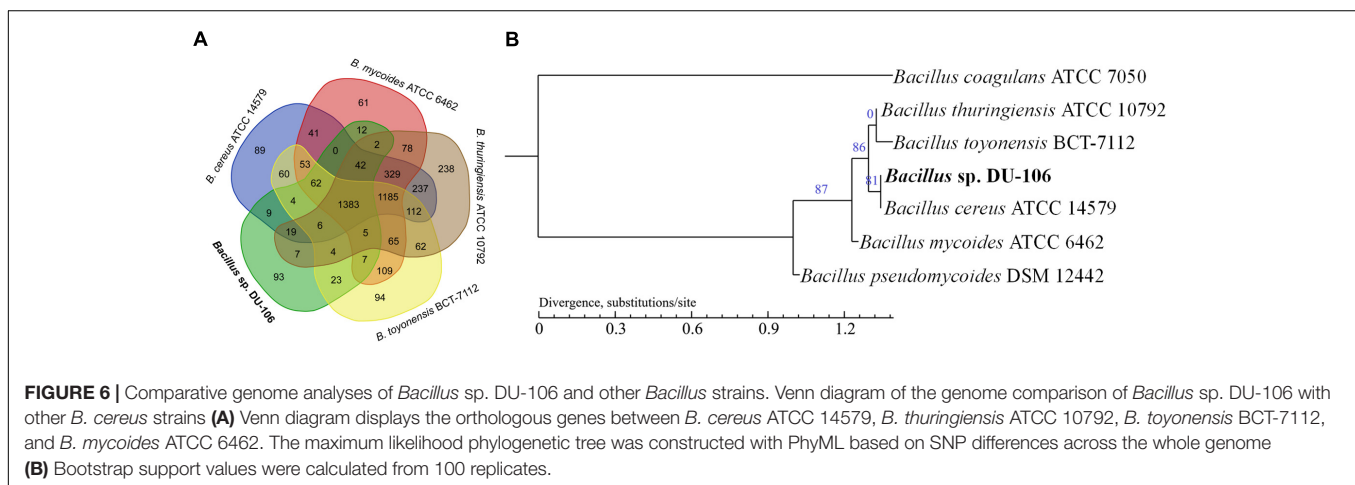 A
B
B. mycoides ATCC 6462
B. cereus ATCC 14579
B. thuringiensis ATCC 10792
Bacillus sp. DU-106
B. toyonensis BCT-7112
61
12
41
0
2
78
89
238
53
42
329
60
62
237
1383
1185
4
112
9
6
5
19
65
62
7
4
7
93
23
109
94
Bacillus coagulans ATCC 7050
0
Bacillus thuringiensis ATCC 10792
86
Bacillus toyonensis BCT-7112
81
Bacillus sp. DU-106
87
Bacillus cereus ATCC 14579
Bacillus mycoides ATCC 6462
Bacillus pseudomycoides DSM 12442
Divergence, substitutions/site
0 0.3 0.6 0.9 1.2
FIGURE 6 | Comparative genome analyses of Bacillus sp. DU-106 and other Bacillus strains. Venn diagram of the genome comparison of Bacillus sp. DU-106 with
other B. cereus strains (A) Venn diagram displays the orthologous genes between B. cereus ATCC 14579, B. thuringiensis ATCC 10792, B. toyonensis BCT-7112,
and B. mycoides ATCC 6462. The maximum likelihood phylogenetic tree was constructed with PhyML based on SNP differences across the whole genome
(B) Bootstrap support values were calculated from 100 replicates.